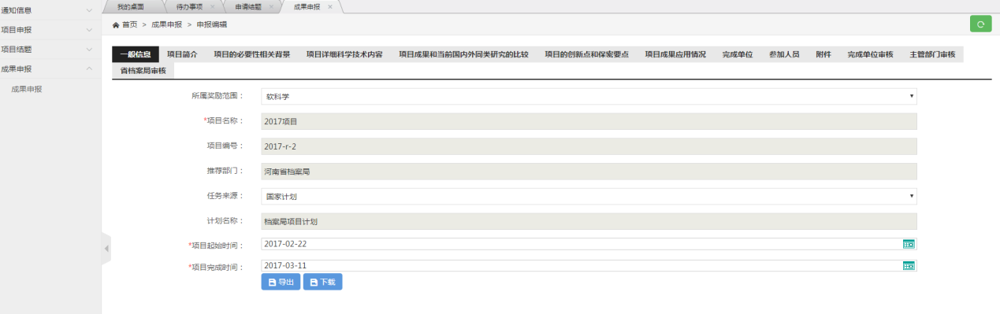 通知信息
项目申报
项目结题
成果申报
成果申报
我的桌面 待办事项 × 申请结题 × 成果申报 ×
首页 > 成果申报 > 申报编辑
一般信息 项目简介 项目的必要性相关背景 项目详细科学技术内容 项目成果和当前国内外同类研究的比较 项目的创新点和保密要点 项目成果应用情况 完成单位 参加人员 附件 完成单位审核 主管部门审核
省档案局审核
所属奖励范围： 软科学
*项目名称： 2017项目
项目编号： 2017-r-2
推荐部门： 河南省档案局
任务来源： 国家计划
计划名称： 档案局项目计划
*项目起始时间： 2017-02-22
*项目完成时间： 2017-03-11
导出 下载